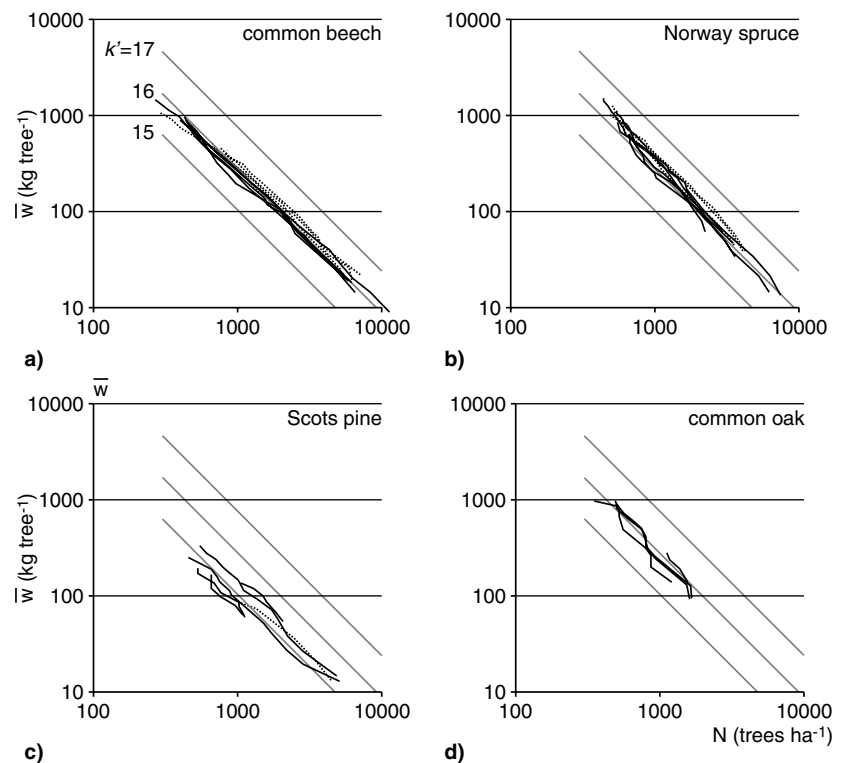 10000
common beech
k’=17
1000
16
15
w̅ (kg tree⁻¹)
100
10
100
1000
10000
a)
10000
Norway spruce
1000
100
10
100
1000
10000
b)
w̅
10000
Scots pine
1000
w̅ (kg tree⁻¹)
100
10
100
1000
10000
c)
10000
common oak
1000
100
10
100
1000
10000
N (trees ha⁻¹)
d)